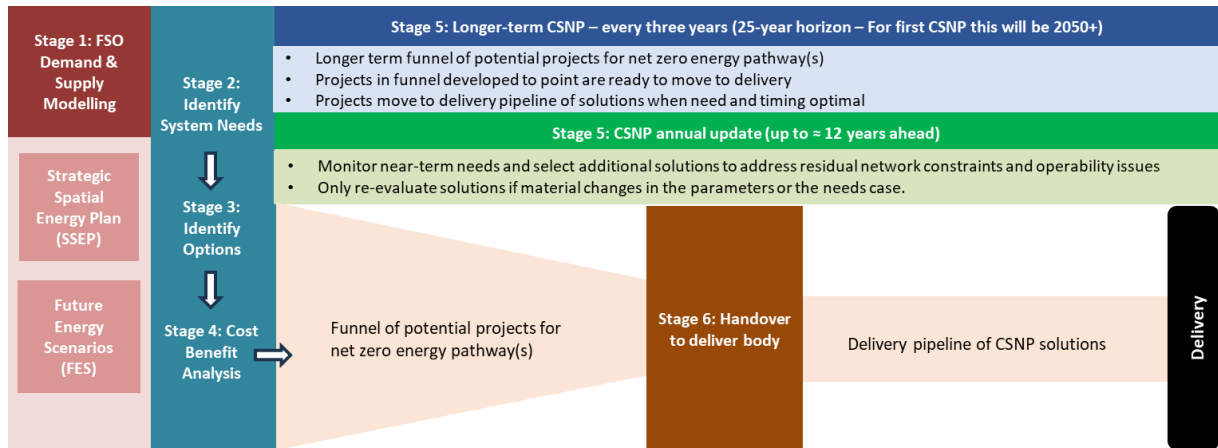 Stage 1: FSO
Demand &
Supply
Modelling
Strategic
Spatial
Energy Plan
(SSEP)
Future
Energy
Scenarios
(FES)
Stage 2:
Identify
System Needs
Stage 3:
Identify
Options
Stage 4: Cost
Benefit
Analysis
Stage 5: Longer-term CSNP – every three years (25-year horizon – For first CSNP this will be 2050+)
• Longer term funnel of potential projects for net zero energy pathway(s)
• Projects in funnel developed to point are ready to move to delivery
• Projects move to delivery pipeline of solutions when need and timing optimal
Stage 5: CSNP annual update (up to ≈ 12 years ahead)
• Monitor near-term needs and select additional solutions to address residual network constraints and operability issues
• Only re-evaluate solutions if material changes in the parameters or the needs case.
Funnel of potential projects for
net zero energy pathway(s)
Stage 6: Handover
to deliver body
Delivery pipeline of CSNP solutions
Delivery